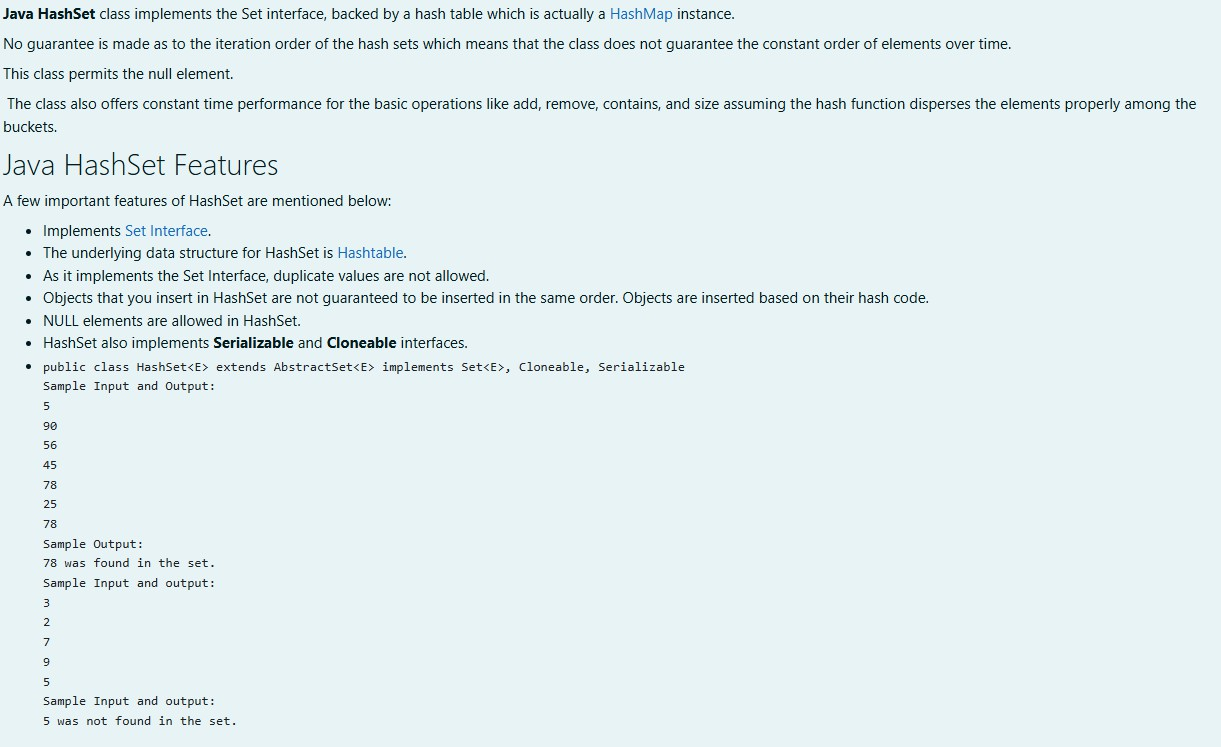 Java HashSet class implements the Set interface, backed by a hash table which is actually a HashMap instance.
No guarantee is made as to the iteration order of the hash sets which means that the class does not guarantee the constant order of elements over time.
This class permits the null element.
The class also offers constant time performance for the basic operations like add, remove, contains, and size assuming the hash function disperses the elements properly among the
buckets.
Java HashSet Features
A few important features of HashSet are mentioned below:
• Implements Set Interface.
• The underlying data structure for HashSet is Hashtable.
• As it implements the Set Interface, duplicate values are not allowed.
• Objects that you insert in HashSet are not guaranteed to be inserted in the same order. Objects are inserted based on their hash code.
• NULL elements are allowed in HashSet.
• HashSet also implements Serializable and Cloneable interfaces.
• public class HashSet<E> extends AbstractSet<E> implements Set<E>, Cloneable, Serializable
Sample Input and Output:
5
90
56
45
78
25
78
Sample Output:
78 was found in the set.
Sample Input and output:
3
2
7
9
5
Sample Input and output:
5 was not found in the set.